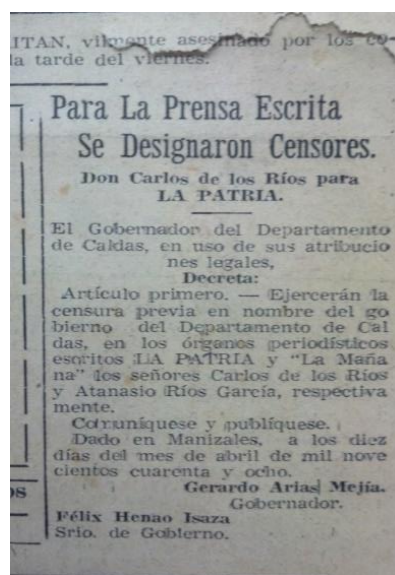 ITAN, vilmente asesinado por los co-
la tarde del viernes.
Para La Prensa Escrita
Se Designaron Censores.
Don Carlos de los Ríos para
LA PATRIA.
El Gobernador del Departamento
de Caldas, en uso de sus atribucio
nes legales,
Decreta:
Artículo primero. — Ejercerán la
censura previa en nombre del go
bierno del Departamento de Cal
das, en los órganos periodísticos
escritos LA PATRIA y "La Maña
na" los señores Carlos de los Ríos
y Atanasio Ríos García, respectiva
mente.
Comuníquese y publíquese.
Dado en Manizales, a los diez
días del mes de abril de mil nove
cientos cuarenta y ocho.
Gerardo Arias Mejía.
Gobernador.
Félix Henao Isaza
Srio. de Gobierno.
OS